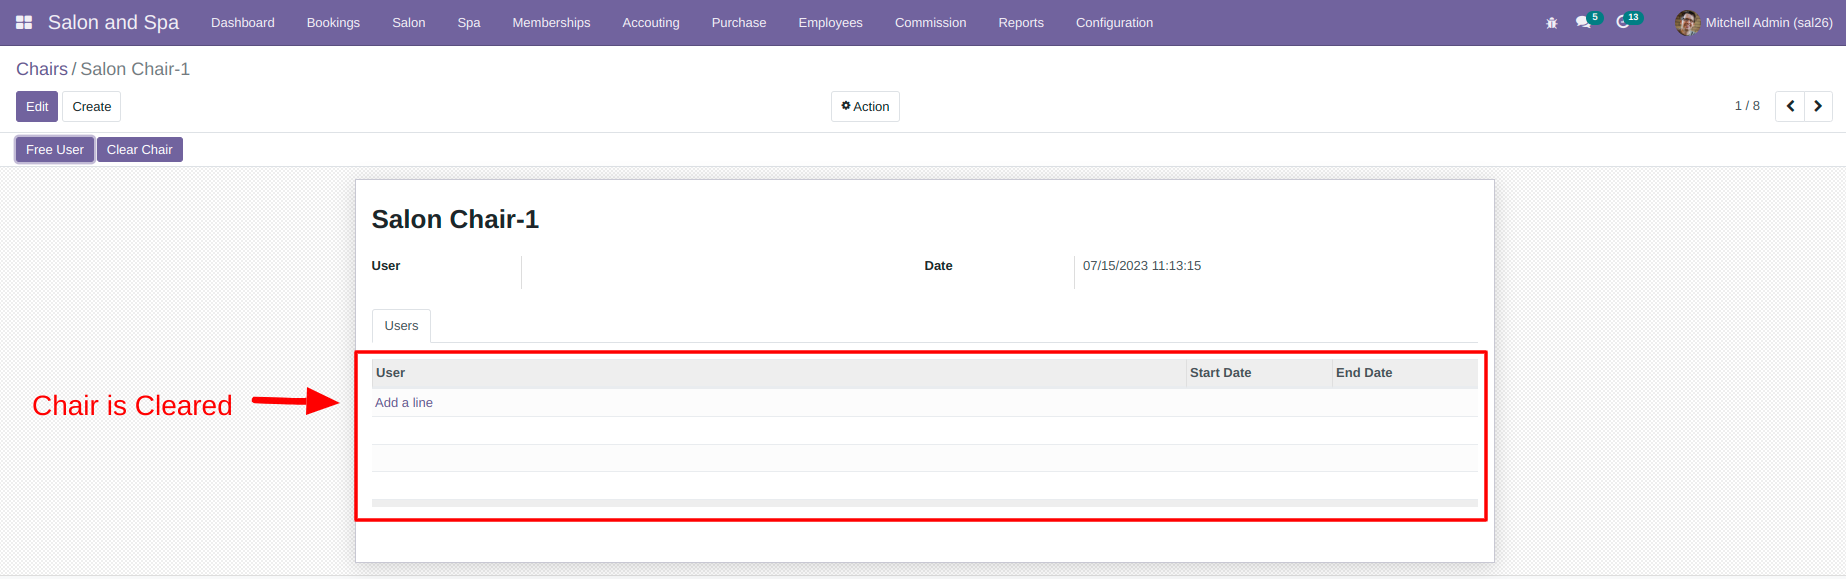 Salon and Spa Dashboard Bookings Salon Spa Memberships Accouting Purchase Employees Commission Reports Configuration 5 13 Mitchell Admin (sal26)
Chairs / Salon Chair-1
Edit Create Action 1 / 8
Free User Clear Chair
Salon Chair-1
User Date 07/15/2023 11:13:15
Users
User Start Date End Date
Add a line
Chair is Cleared